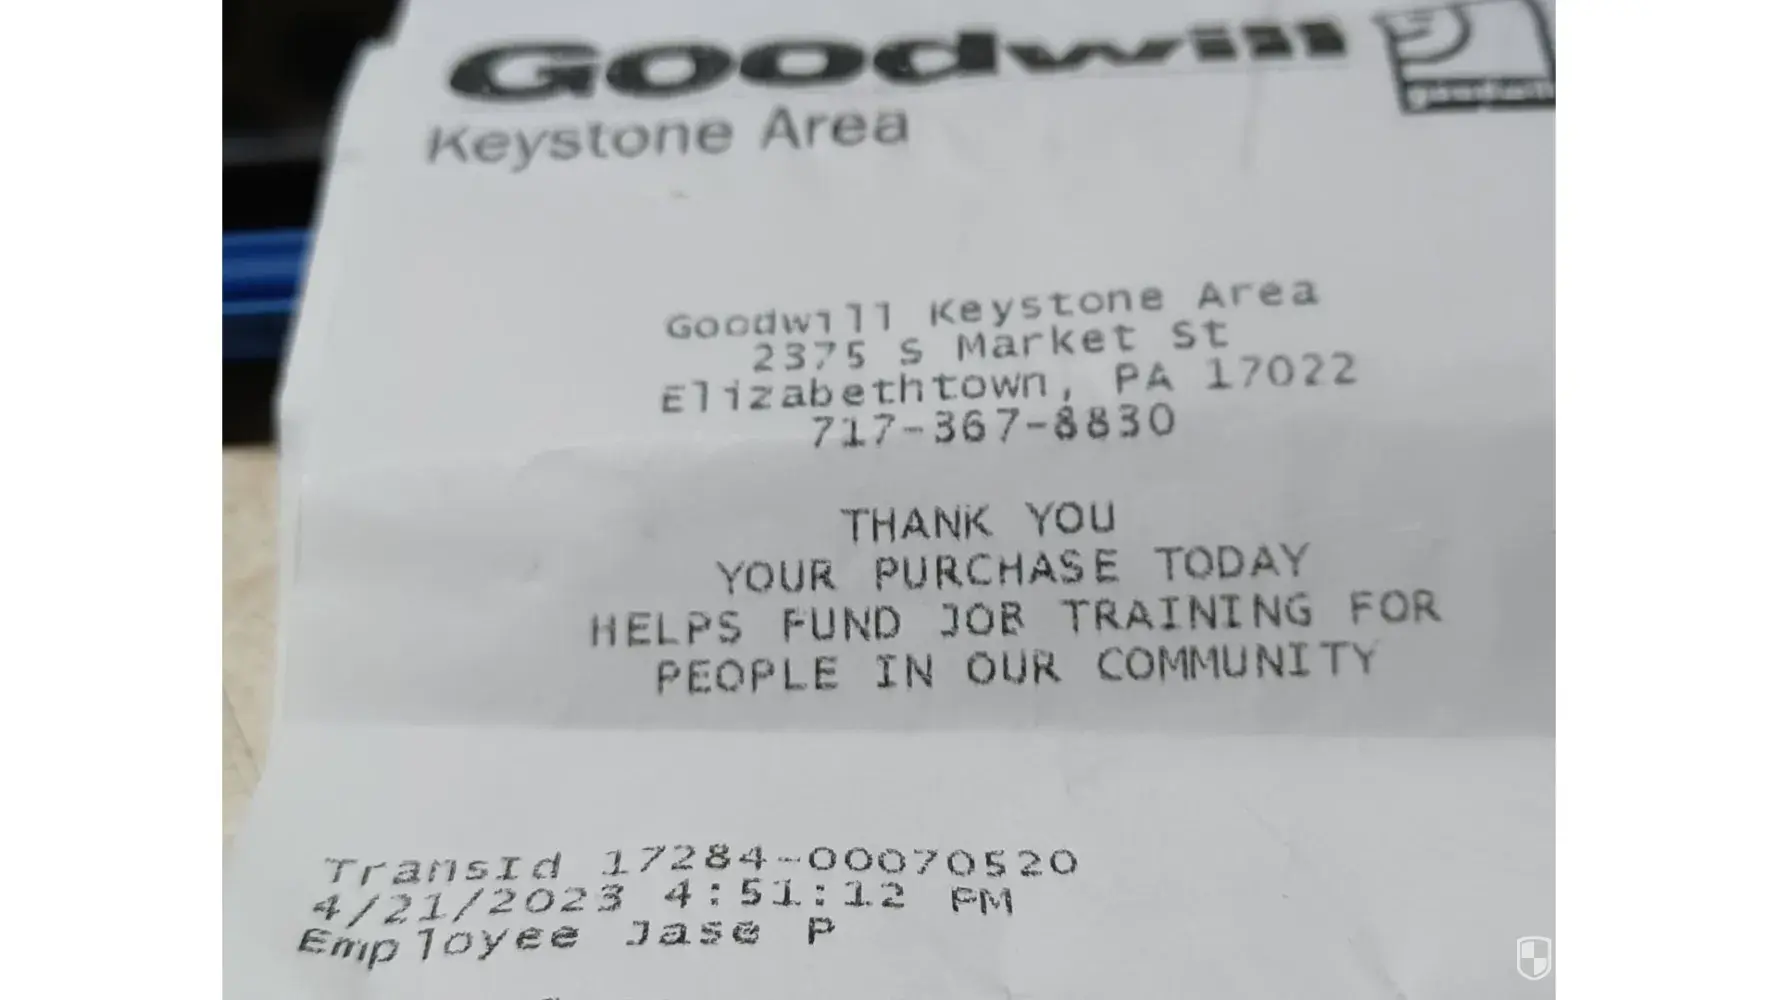 Goodwill
goodwill
Keystone Area
Goodwill Keystone Area
2375 S Market St
Elizabethtown, PA 17022
717-367-8830
THANK YOU
YOUR PURCHASE TODAY
HELPS FUND JOB TRAINING FOR
PEOPLE IN OUR COMMUNITY
TransId 17284-00070520
4/21/2023 4:51:12 PM
Employee Jase P